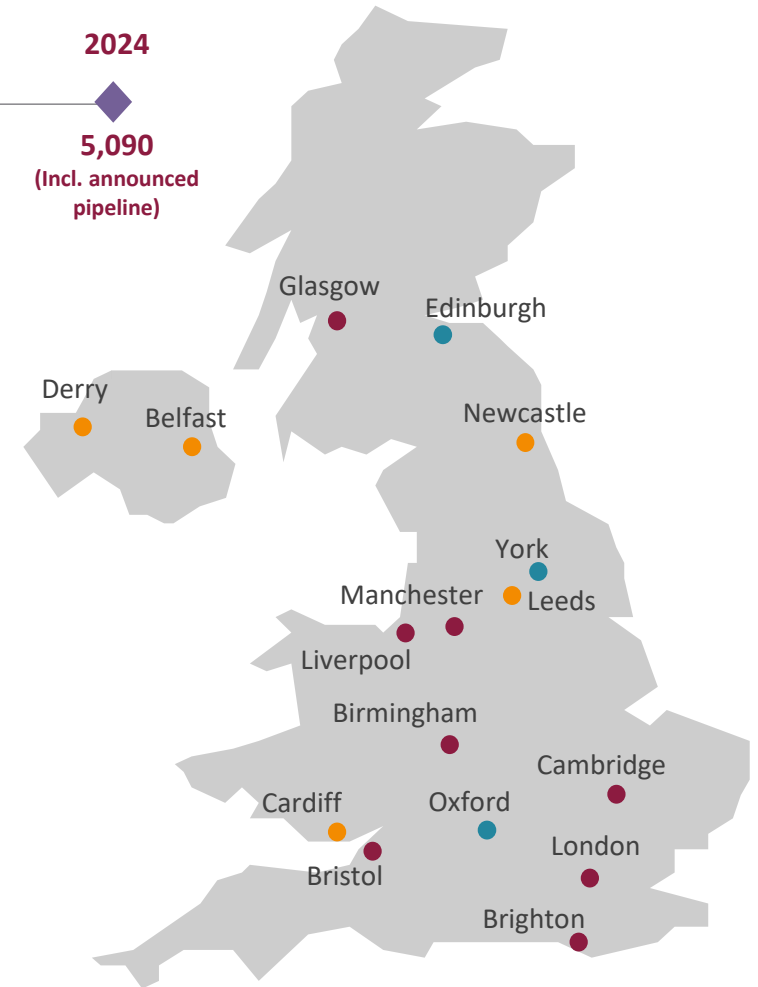 2024
5,090
(Incl. announced
pipeline)
Glasgow
Edinburgh
Derry
Belfast
Newcastle
York
Manchester
Leeds
Liverpool
Birmingham
Cambridge
Cardiff
Oxford
London
Bristol
Brighton